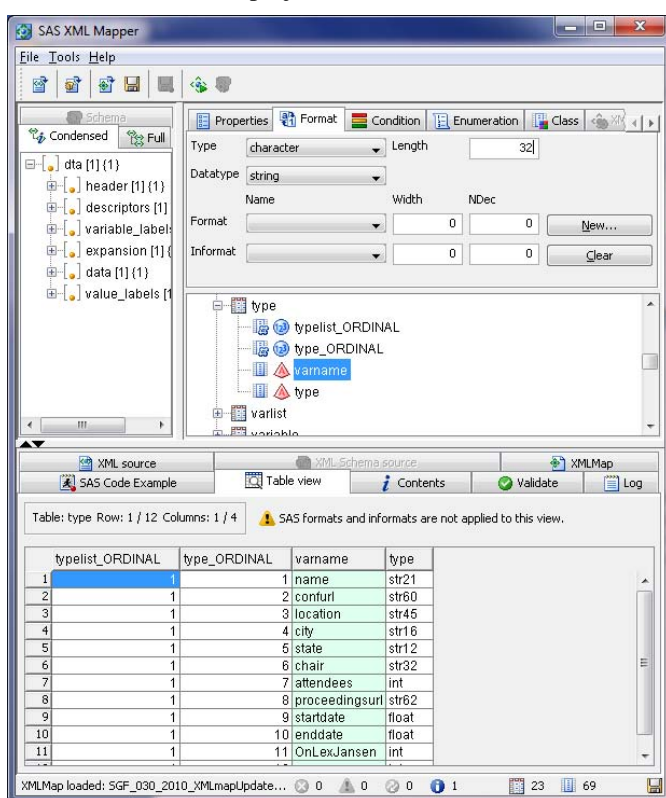 SAS XML Mapper
File Tools Help
Schema
Condensed Full
dta [1] {1}
header [1] {1}
descriptors [1]
variable_label
expansion [1] {
data [1] {1}
value_labels [1
Properties Format Condition Enumeration Class
Type character Length 32
Datatype string
Name Width NDec
Format 0 0 New...
Informat 0 0 Clear
type
typelist_ORDINAL
type_ORDINAL
varname
type
varlist
variable
XML source XML Schema source XMLMap
SAS Code Example Table view Contents Validate Log
Table: type Row: 1 / 12 Columns: 1 / 4 SAS formats and informats are not applied to this view.
typelist_ORDINAL type_ORDINAL varname type
1 1 1 name str21
2 1 2 confurl str60
3 1 3 location str45
4 1 4 city str16
5 1 5 state str12
6 1 6 chair str32
7 1 7 attendees int
8 1 8 proceedingsurl str62
9 1 9 startdate float
10 1 10 enddate float
11 1 11 OnLexJansen int
XMLMap loaded: SGF_030_2010_XMLmapUpdate... 0 0 0 1 23 69